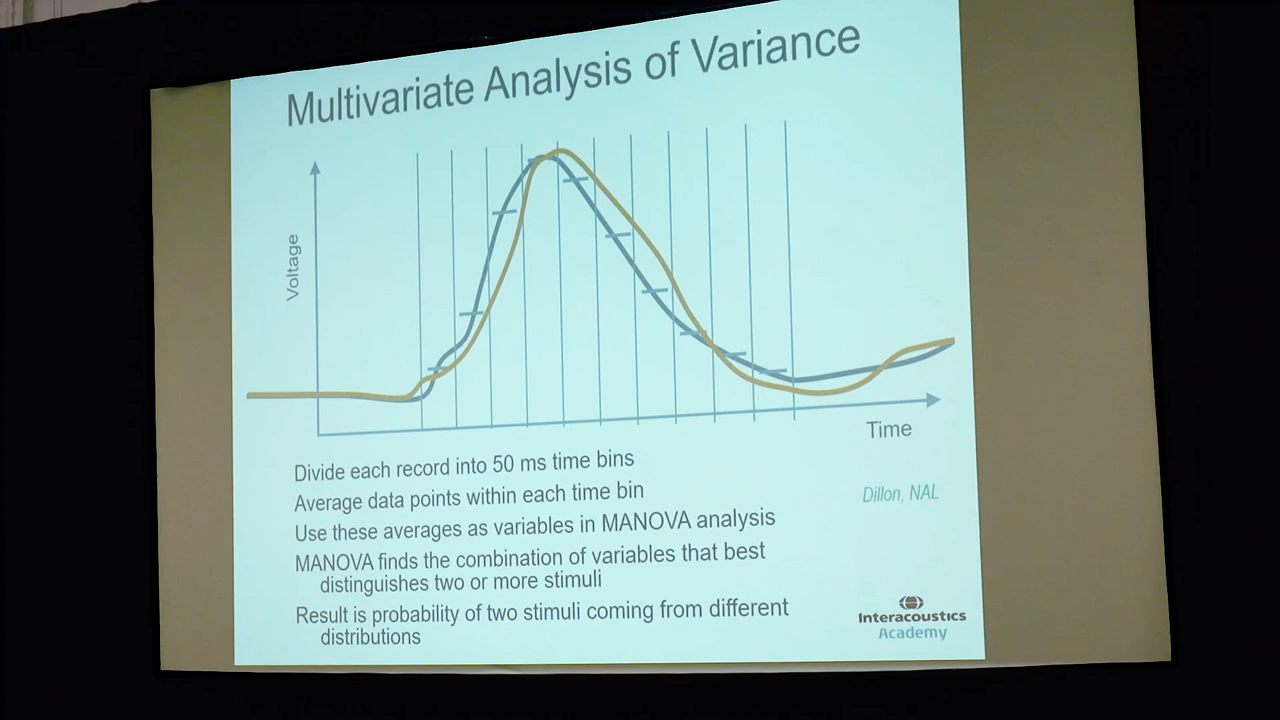 Multivariate Analysis of Variance
Voltage
Time
Divide each record into 50 ms time bins
Average data points within each time bin
Dillon, NAL
Use these averages as variables in MANOVA analysis
MANOVA finds the combination of variables that best
distinguishes two or more stimuli
Result is probability of two stimuli coming from different
distributions
Interacoustics
Academy